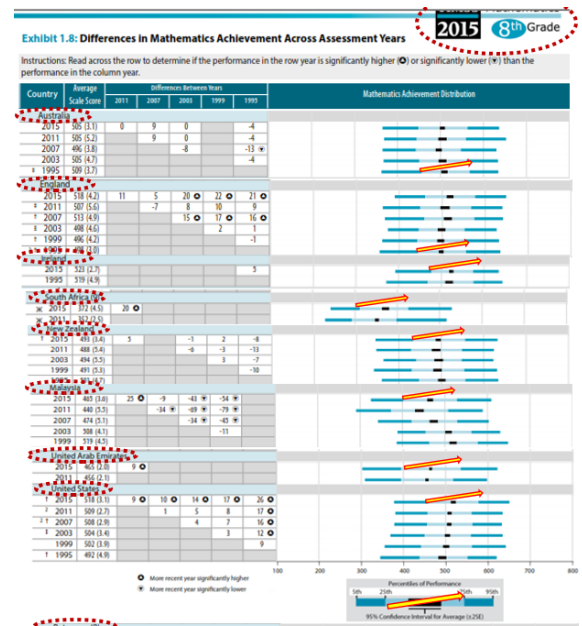 2015 8th Grade
Exhibit 1.8: Differences in Mathematics Achievement Across Assessment Years
Instructions: Read across the row to determine if the performance in the row year is significantly higher (▲) or significantly lower (▼) than the
performance in the column year.
Country Average Scale Score Differences Between Years Mathematics Achievement Distribution
2011 2007 2003 1999 1995
Australia
2015 505 (3.1) 0 9 0 -4
2011 505 (5.2) 9 0 -4
2007 496 (3.8) -8 -13
2003 505 (4.7) -4
1995 509 (3.7)
England
2015 518 (4.2) 11 5 20 22 21
2011 507 (5.6) -7 8 10 9
† 2007 513 (4.9) 15 17 16
2003 498 (4.6) 2 1
† 1999 496 (4.2) -1
498 (3.0)
Ireland
2015 523 (2.7) 5
1995 519 (4.9)
South Africa
2015 372 (4.5) 20
2011 352 (2.5)
New Zealand
† 2015 493 (3.4) 5 -1 2 -8
2011 488 (5.4) -6 -3 -13
2003 494 (5.5) 3 -7
1999 491 (5.3) -10
Malaysia
2015 465 (3.6) 25 -9 -43 -54
2011 440 (5.5) -34 -69 -79
2007 474 (5.1) -34 -45
2003 508 (4.1) -11
1999 519 (4.5)
United Arab Emirates
2015 465 (2.0) 9
2011 456 (2.1)
United States
† 2015 518 (3.1) 9 10 14 17 26
2011 509 (2.7) 1 5 8 17
2007 508 (2.9) 4 7 16
2003 504 (3.4) 3 12
1999 502 (3.9) 9
† 1995 492 (4.9)
100 200 300 400 500 600 700 800
More recent year significantly higher
More recent year significantly lower
Percentiles of Performance
5th 25th 75th 95th
95% Confidence Interval for Average (±2SE)